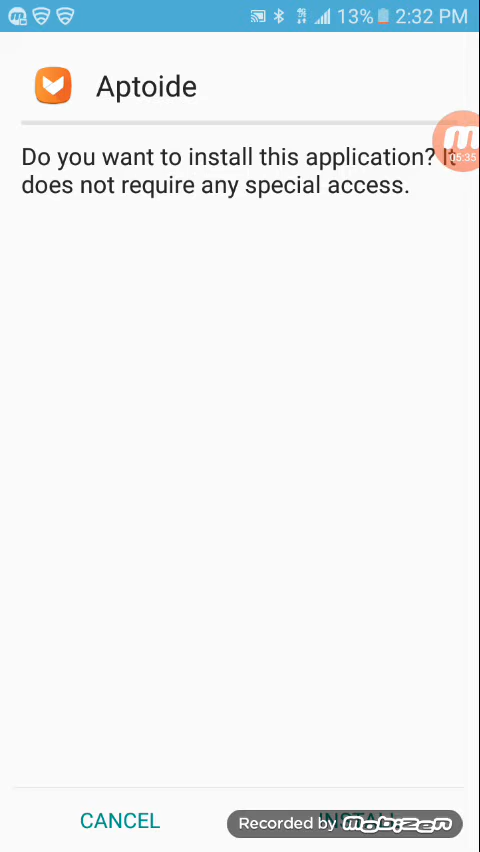 13% 2:32 PM
Aptoide
Do you want to install this application? It
does not require any special access.
05:35
CANCEL
INSTALL
Recorded by mobizen